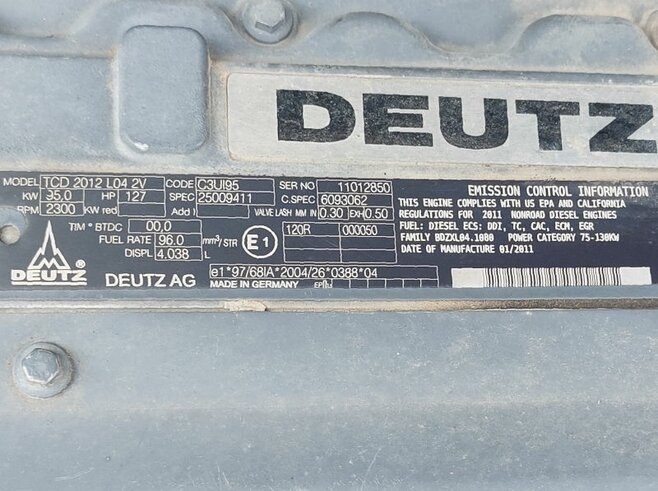 DEUTZ
MODEL TCD 2012 L04 2V CODE C3UI95 SER NO 11012850
KW 95.0 HP 127 SPEC 25009411 C.SPEC 6093062
RPM 2300 KW red Add I VALVE LASH MM IN 0.30 EX 0.50
TIM ° BTDC 00,0 120R 000050
FUEL RATE 96.0 mm³/STR E1
DISPL 4.038 L
DEUTZ DEUTZ AG
e1*97/68IA*2004/26*0388*04
MADE IN GERMANY
EMISSION CONTROL INFORMATION
THIS ENGINE COMPLIES WITH US EPA AND CALIFORNIA
REGULATIONS FOR 2011 NONROAD DIESEL ENGINES
FUEL: DIESEL ECS: DDI, TC, CAC, ECM, EGR
FAMILY BDZXL04.1080 POWER CATEGORY 75-130KW
DATE OF MANUFACTURE 01/2011